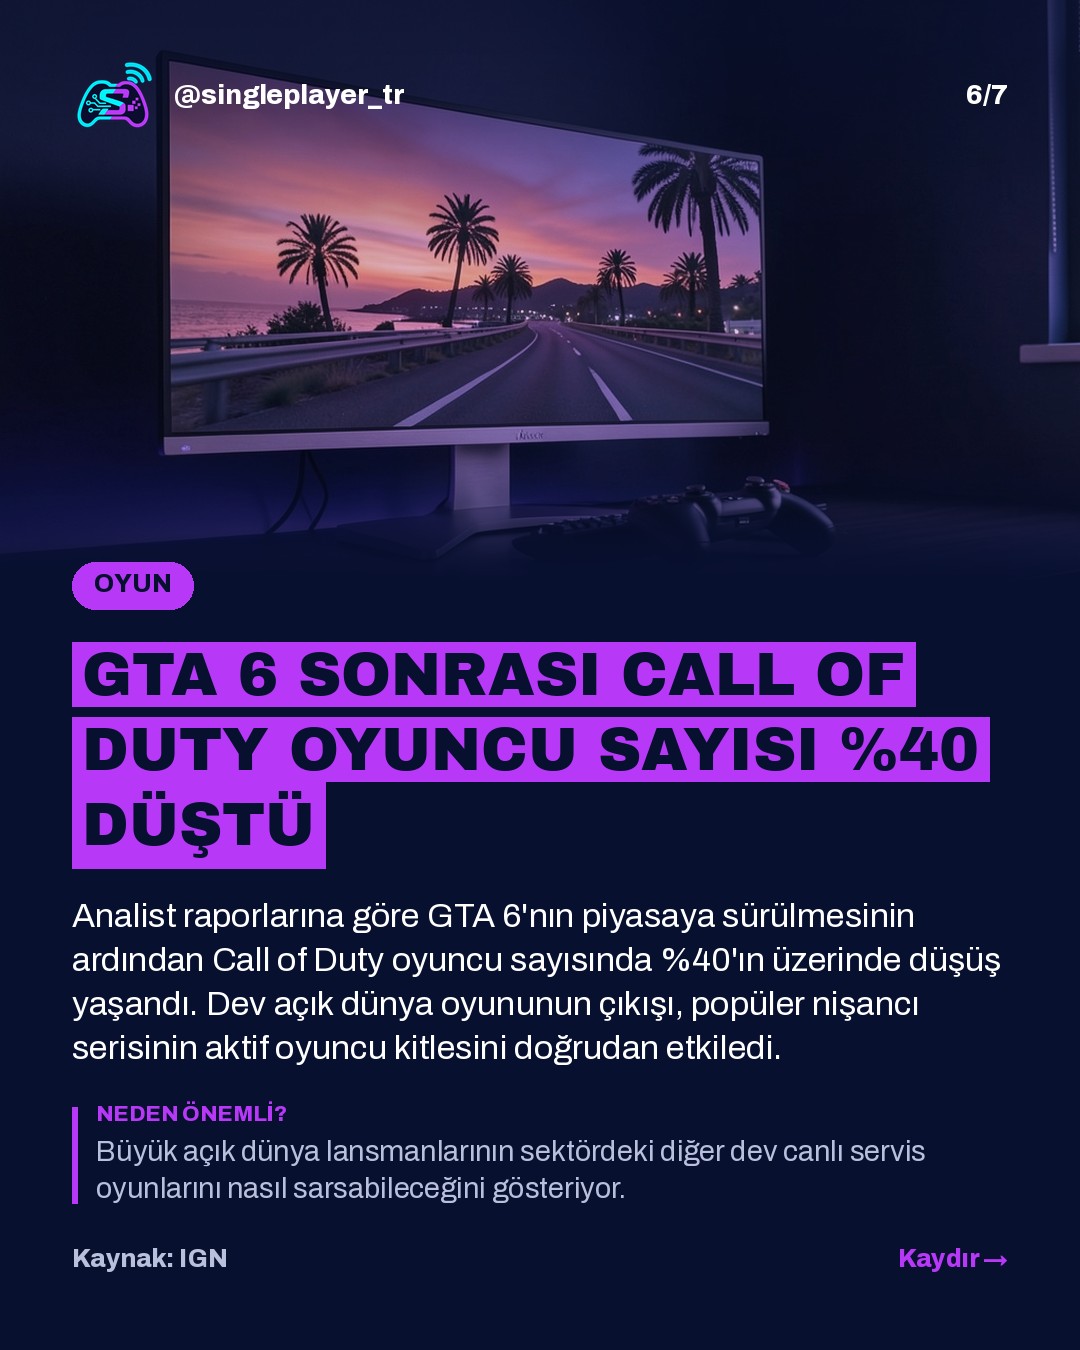 @singleplayer_tr
6/7
OYUN
GTA 6 SONRASI CALL OF
DUTY OYUNCU SAYISI %40
DÜŞTÜ
Analist raporlarına göre GTA 6'nın piyasaya sürülmesinin
ardından Call of Duty oyuncu sayısında %40'ın üzerinde düşüş
yaşandı. Dev açık dünya oyununun çıkışı, popüler nişancı
serisinin aktif oyuncu kitlesini doğrudan etkiledi.
NEDEN ÖNEMLİ?
Büyük açık dünya lansmanlarının sektördeki diğer dev canlı servis
oyunlarını nasıl sarsabileceğini gösteriyor.
Kaynak: IGN
Kaydır→